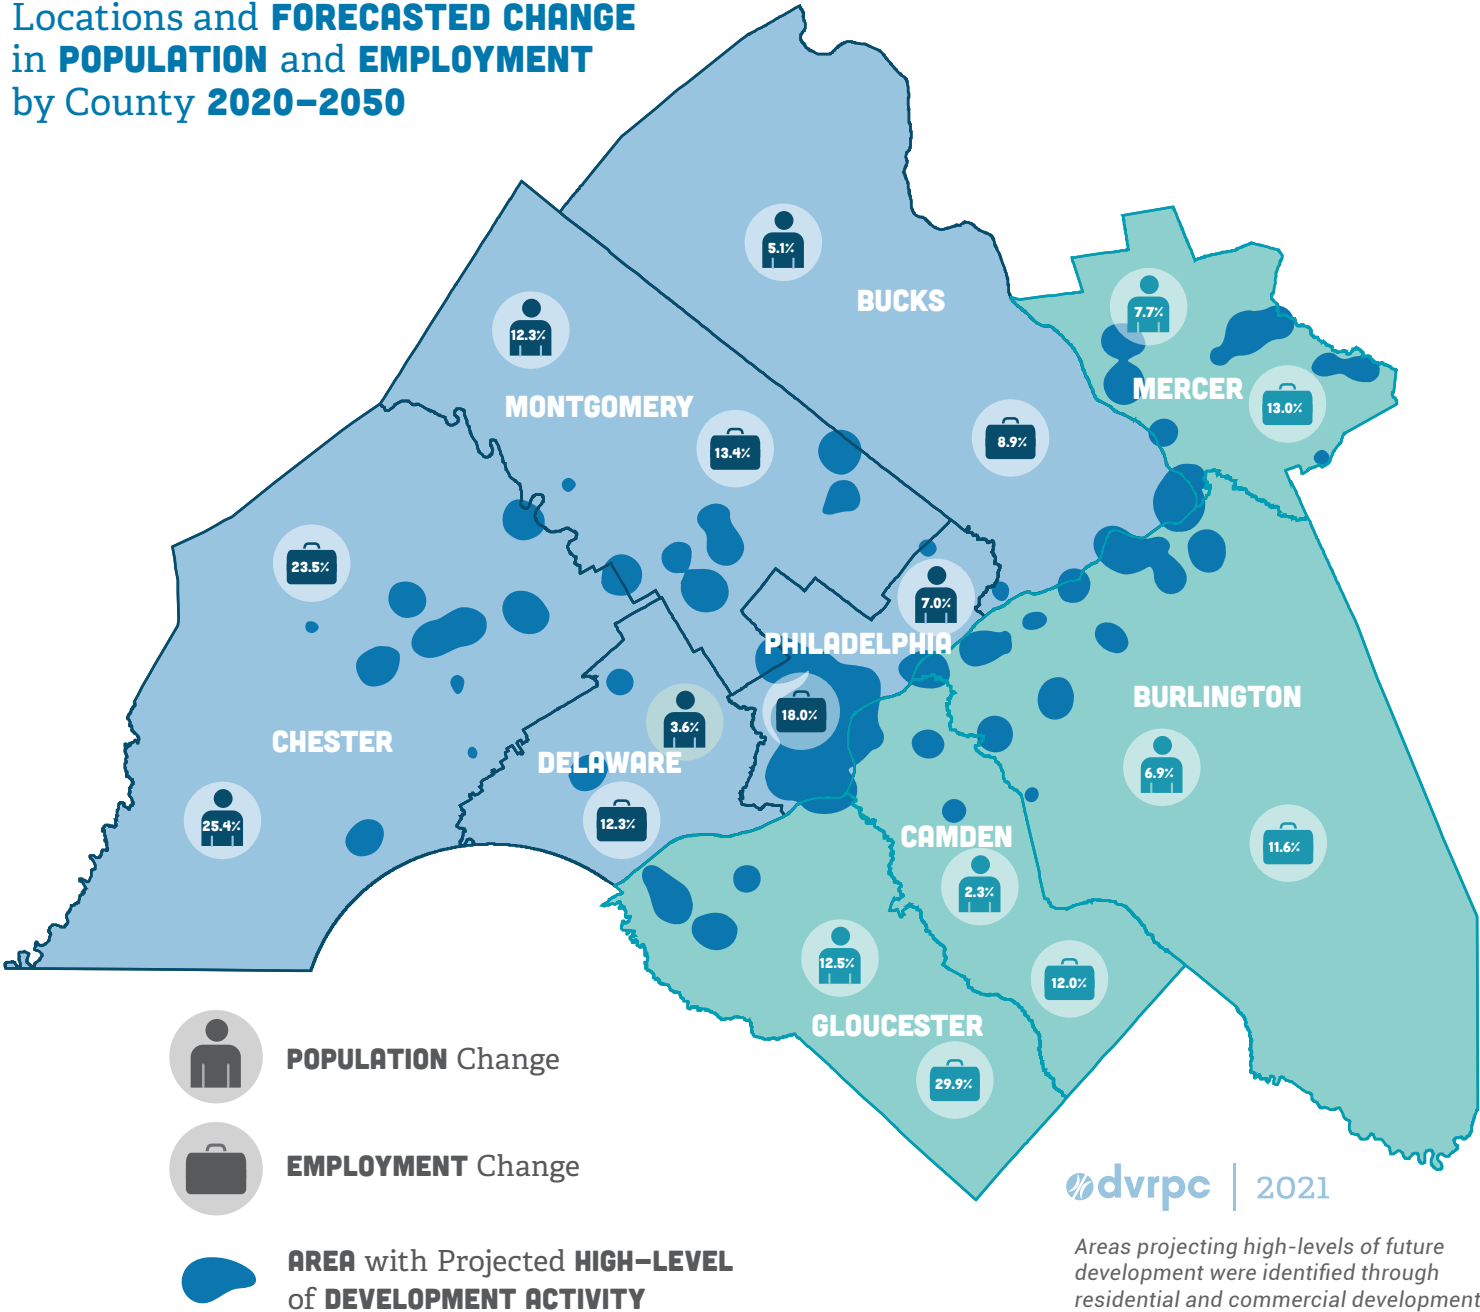 Locations and FORECASTED CHANGE
in POPULATION and EMPLOYMENT
by County 2020–2050
5.1%
BUCKS
7.7%
12.3%
MERCER
13.0%
MONTGOMERY
13.4%
8.9%
23.5%
7.0%
PHILADELPHIA
BURLINGTON
18.0%
3.6%
CHESTER
DELAWARE
6.9%
25.4%
12.3%
CAMDEN
11.6%
2.3%
12.5%
12.0%
GLOUCESTER
29.9%
POPULATION Change
EMPLOYMENT Change
AREA with Projected HIGH–LEVEL
of DEVELOPMENT ACTIVITY
dvrpc | 2021
Areas projecting high-levels of future
development were identified through
residential and commercial development